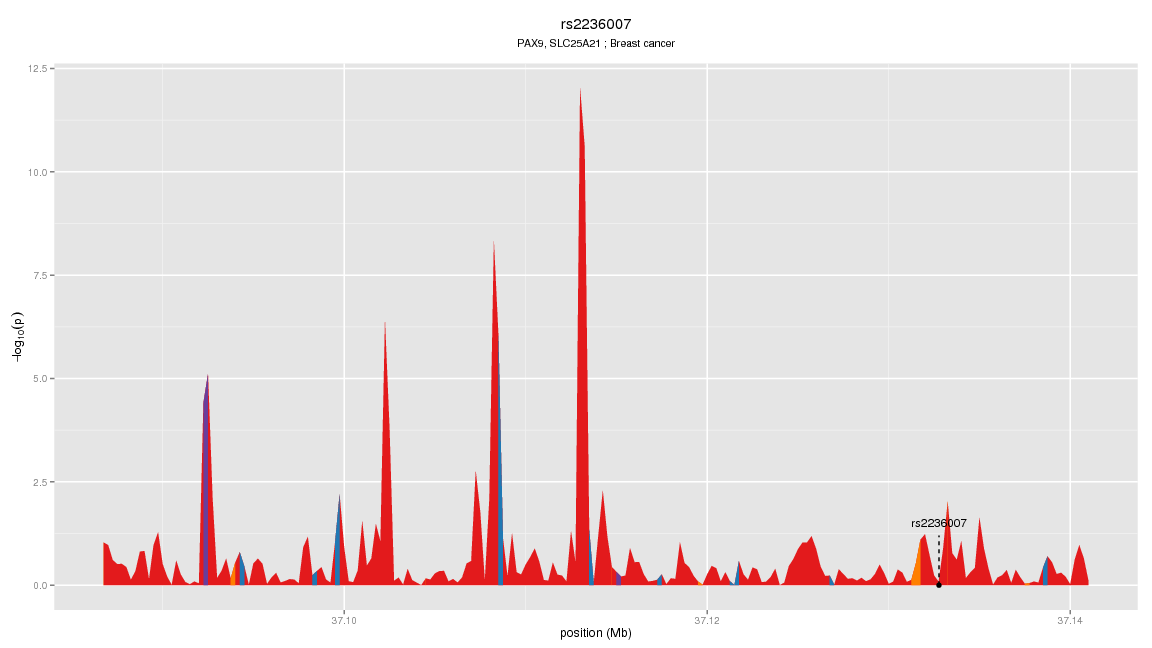 rs2236007
PAX9, SLC25A21 ; Breast cancer
12.5
10.0
7.5
5.0
2.5
0.0
−log10(p)
rs2236007
37.10
37.12
37.14
position (Mb)